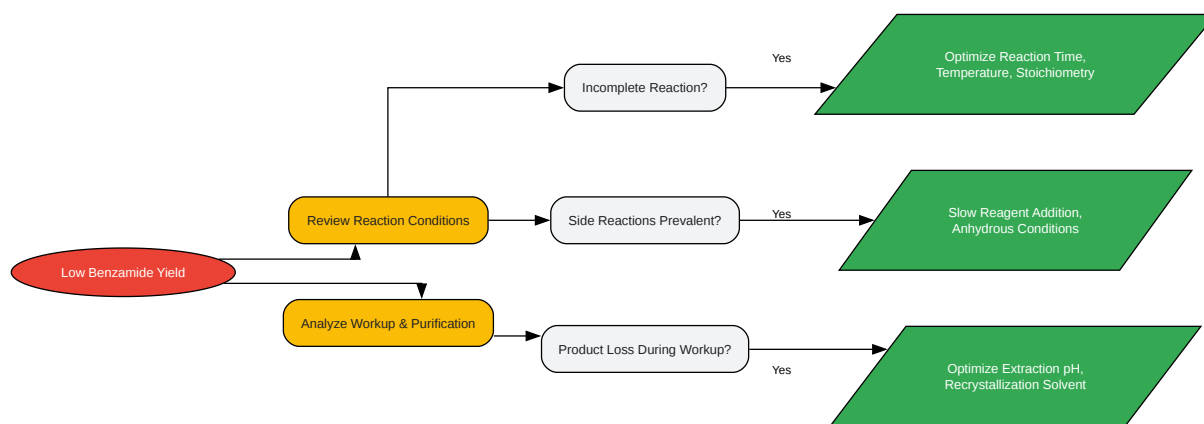 Yes
Optimize Reaction Time,
Temperature, Stoichiometry
Incomplete Reaction?
Review Reaction Conditions
Side Reactions Prevalent?
Yes
Slow Reagent Addition,
Anhydrous Conditions
Low Benzamide Yield
Analyze Workup & Purification
Product Loss During Workup?
Yes
Optimize Extraction pH,
Recrystallization Solvent